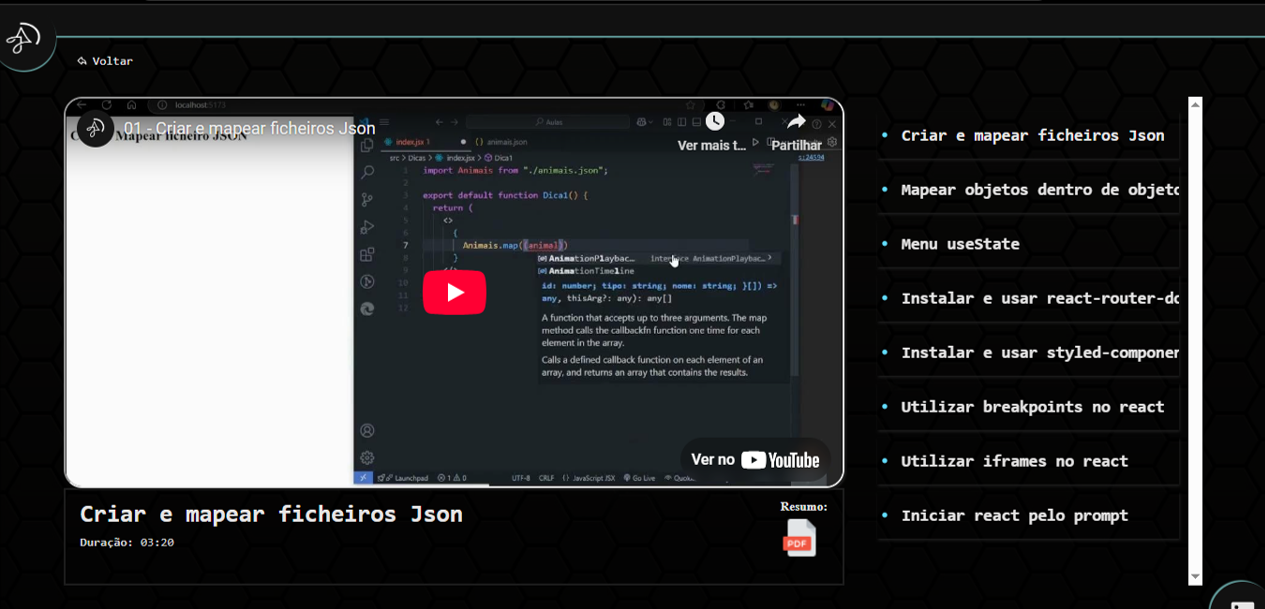 Voltar
localhost:5173
01 - Criar e mapear ficheiros Json
Mapear ficheiro JSON
Aulas
Ver mais t...
Partilhar
index.jsx 1
animais.json
src > Dicas > index.jsx > Dica1
1 import Animais from "./animais.json";
2
3 export default function Dica1() {
4 return (
5 <>
6 {
7 Animais.map((animal))
8 }
9
10
11
12
AnimationPlaybac... interface AnimationPlaybac...
AnimationTimeline
id: number; tipo: string; nome: string; }[]) =>
any, thisArg?: any): any[]
A function that accepts up to three arguments. The map
method calls the callbackfn function one time for each
element in the array.
Calls a defined callback function on each element of an
array, and returns an array that contains the results.
Ver no YouTube
Launchpad 1 0 UTF-8 CRLF {} JavaScript JSX Go Live
Criar e mapear ficheiros Json
Duração: 03:20
Resumo:
PDF
Criar e mapear ficheiros Json
Mapear objetos dentro de objeto
Menu useState
Instalar e usar react-router-do
Instalar e usar styled-componen
Utilizar breakpoints no react
Utilizar iframes no react
Iniciar react pelo prompt